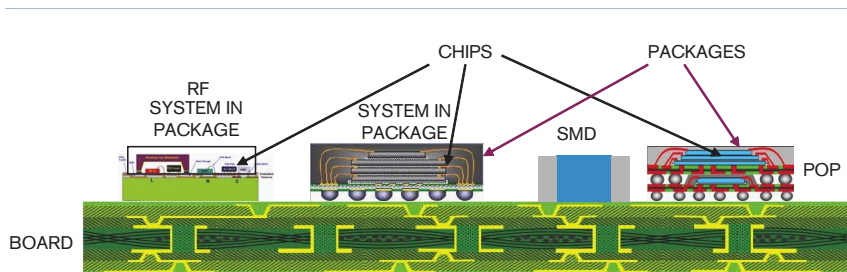 CHIPS
PACKAGES
RF
SYSTEM IN
PACKAGE
SYSTEM IN
PACKAGE
SMD
POP
BOARD